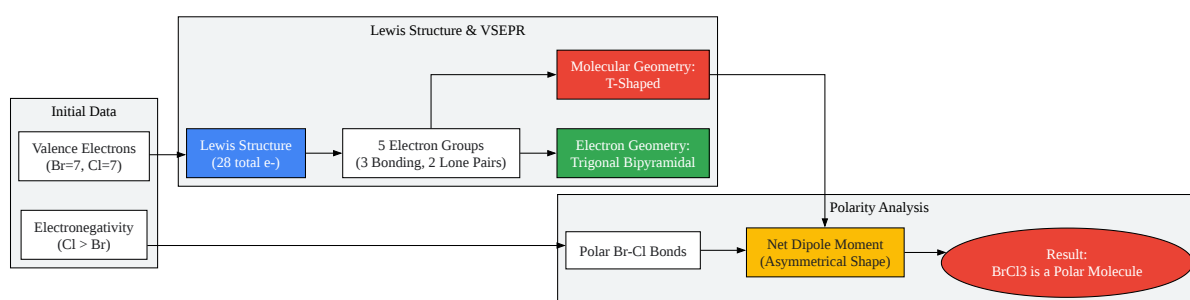 Lewis Structure & VSEPR
Molecular Geometry:
T-Shaped
Initial Data
Valence Electrons
(Br=7, Cl=7)
Lewis Structure
(28 total e-)
5 Electron Groups
(3 Bonding, 2 Lone Pairs)
Electron Geometry:
Trigonal Bipyramidal
Electronegativity
(Cl > Br)
Polarity Analysis
Polar Br-Cl Bonds
Net Dipole Moment
(Asymmetrical Shape)
Result:
BrCl3 is a Polar Molecule